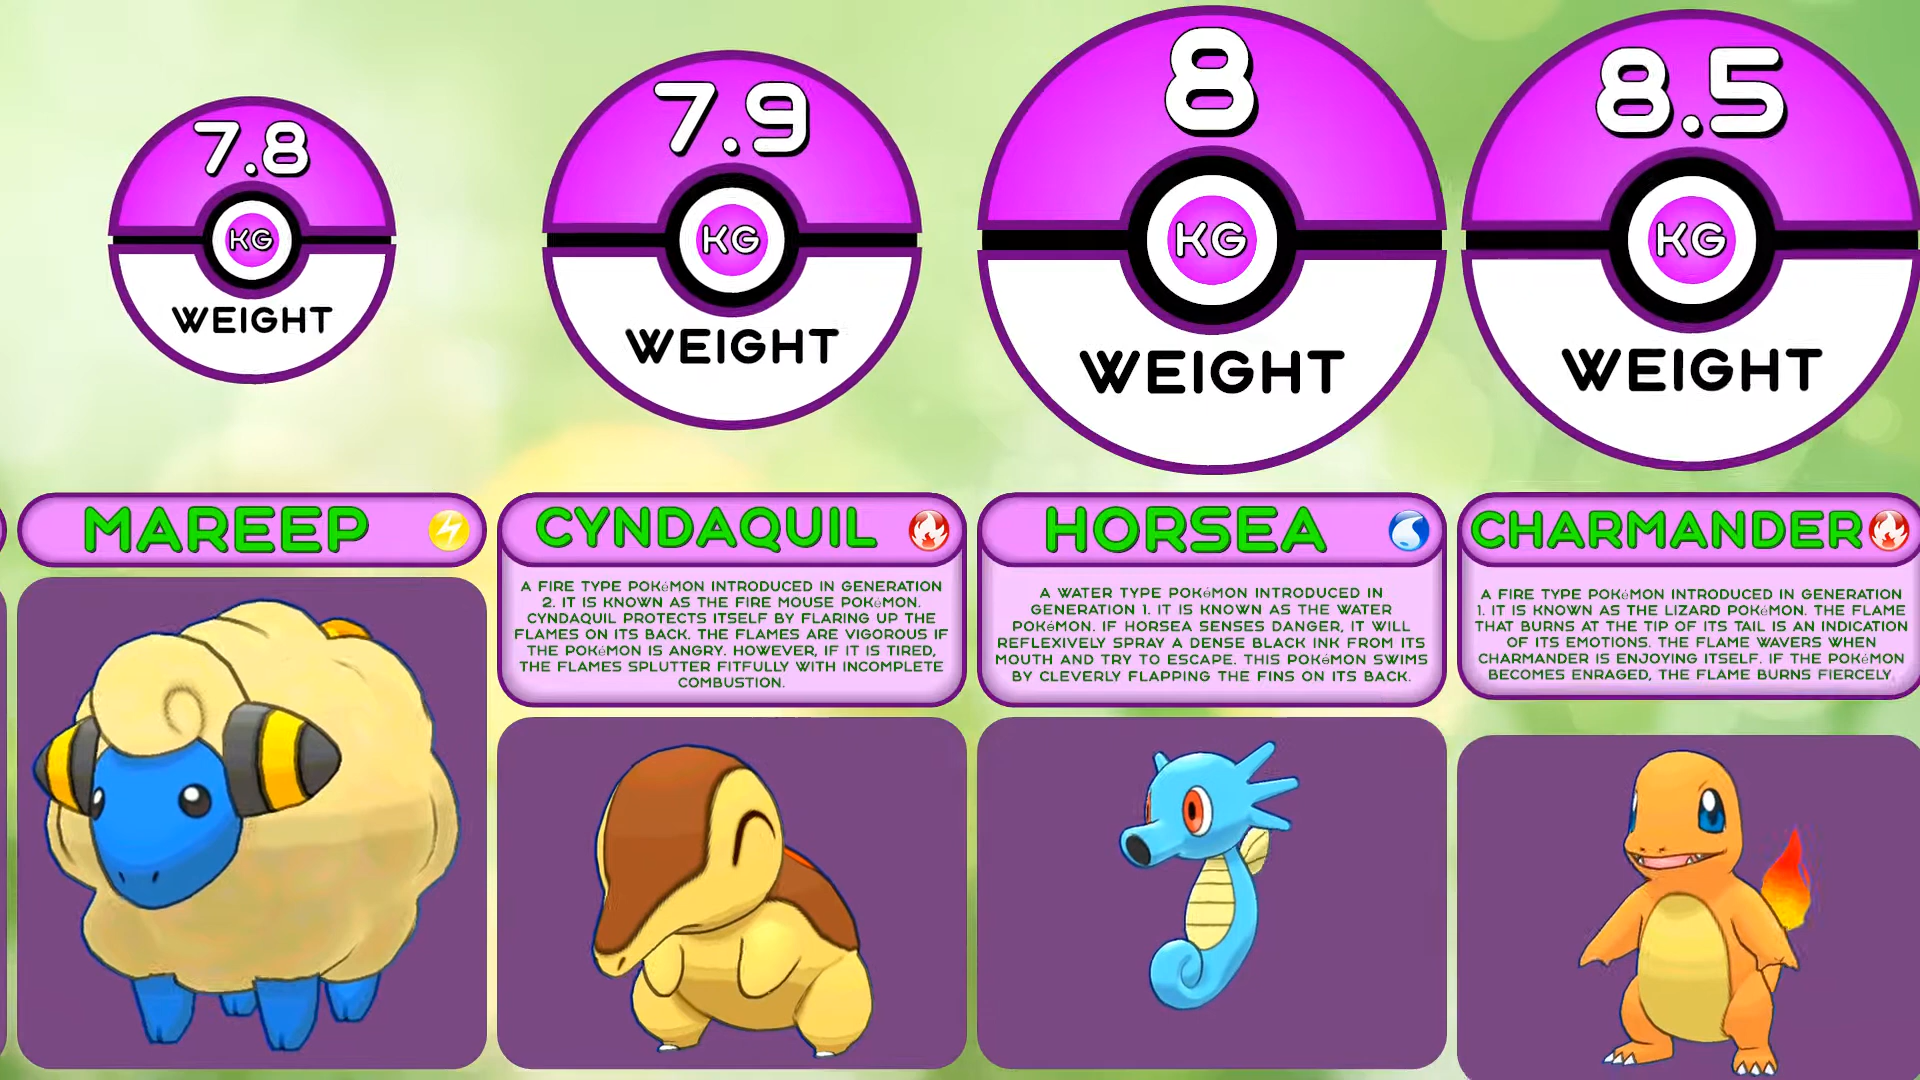 7.8
KG
WEIGHT
MAREEP
7.9
KG
WEIGHT
CYNDAQUIL
A FIRE TYPE POKéMON INTRODUCED IN GENERATION
2. IT IS KNOWN AS THE FIRE MOUSE POKéMON.
CYNDAQUIL PROTECTS ITSELF BY FLARING UP THE
FLAMES ON ITS BACK. THE FLAMES ARE VIGOROUS IF
THE POKéMON IS ANGRY. HOWEVER, IF IT IS TIRED,
THE FLAMES SPLUTTER FITFULLY WITH INCOMPLETE
COMBUSTION.
8
KG
WEIGHT
HORSEA
A WATER TYPE POKéMON INTRODUCED IN
GENERATION 1. IT IS KNOWN AS THE WATER
POKéMON. IF HORSEA SENSES DANGER, IT WILL
REFLEXIVELY SPRAY A DENSE BLACK INK FROM ITS
MOUTH AND TRY TO ESCAPE. THIS POKéMON SWIMS
BY CLEVERLY FLAPPING THE FINS ON ITS BACK.
8.5
KG
WEIGHT
CHARMANDER
A FIRE TYPE POKéMON INTRODUCED IN GENERATION
1. IT IS KNOWN AS THE LIZARD POKéMON. THE FLAME
THAT BURNS AT THE TIP OF ITS TAIL IS AN INDICATION
OF ITS EMOTIONS. THE FLAME WAVERS WHEN
CHARMANDER IS ENJOYING ITSELF. IF THE POKéMON
BECOMES ENRAGED, THE FLAME BURNS FIERCELY.